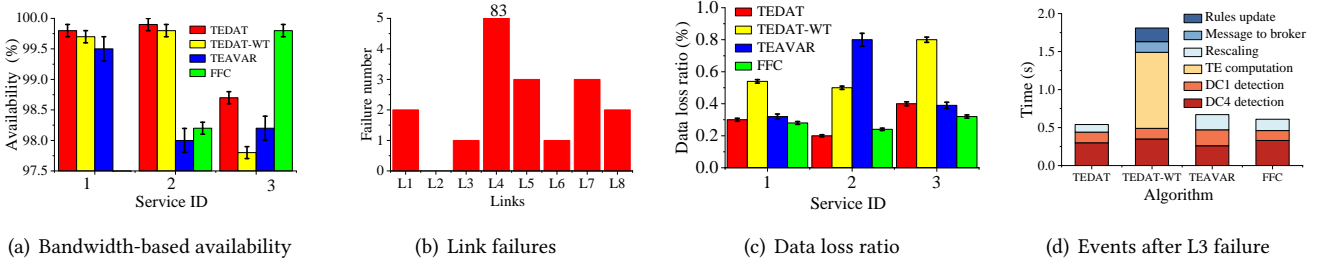 100.0
99.5
99.0
98.5
98.0
97.5
Availability (%)
TEDAT
TEDAT-WT
TEAVAR
FFC
1 2 3
Service ID
(a) Bandwidth-based availability
83
5
4
3
2
1
0
Failure number
L1 L2 L3 L4 L5 L6 L7 L8
Links
(b) Link failures
1.0
0.8
0.6
0.4
0.2
0.0
Data loss ratio (%)
TEDAT
TEDAT-WT
TEAVAR
FFC
1 2 3
Service ID
(c) Data loss ratio
2.0
1.5
1.0
0.5
0.0
Time (s)
Rules update
Message to broker
Rescaling
TE computation
DC1 detection
DC4 detection
TEDAT TEDAT-WT TEAVAR FFC
Algorithm
(d) Events after L3 failure